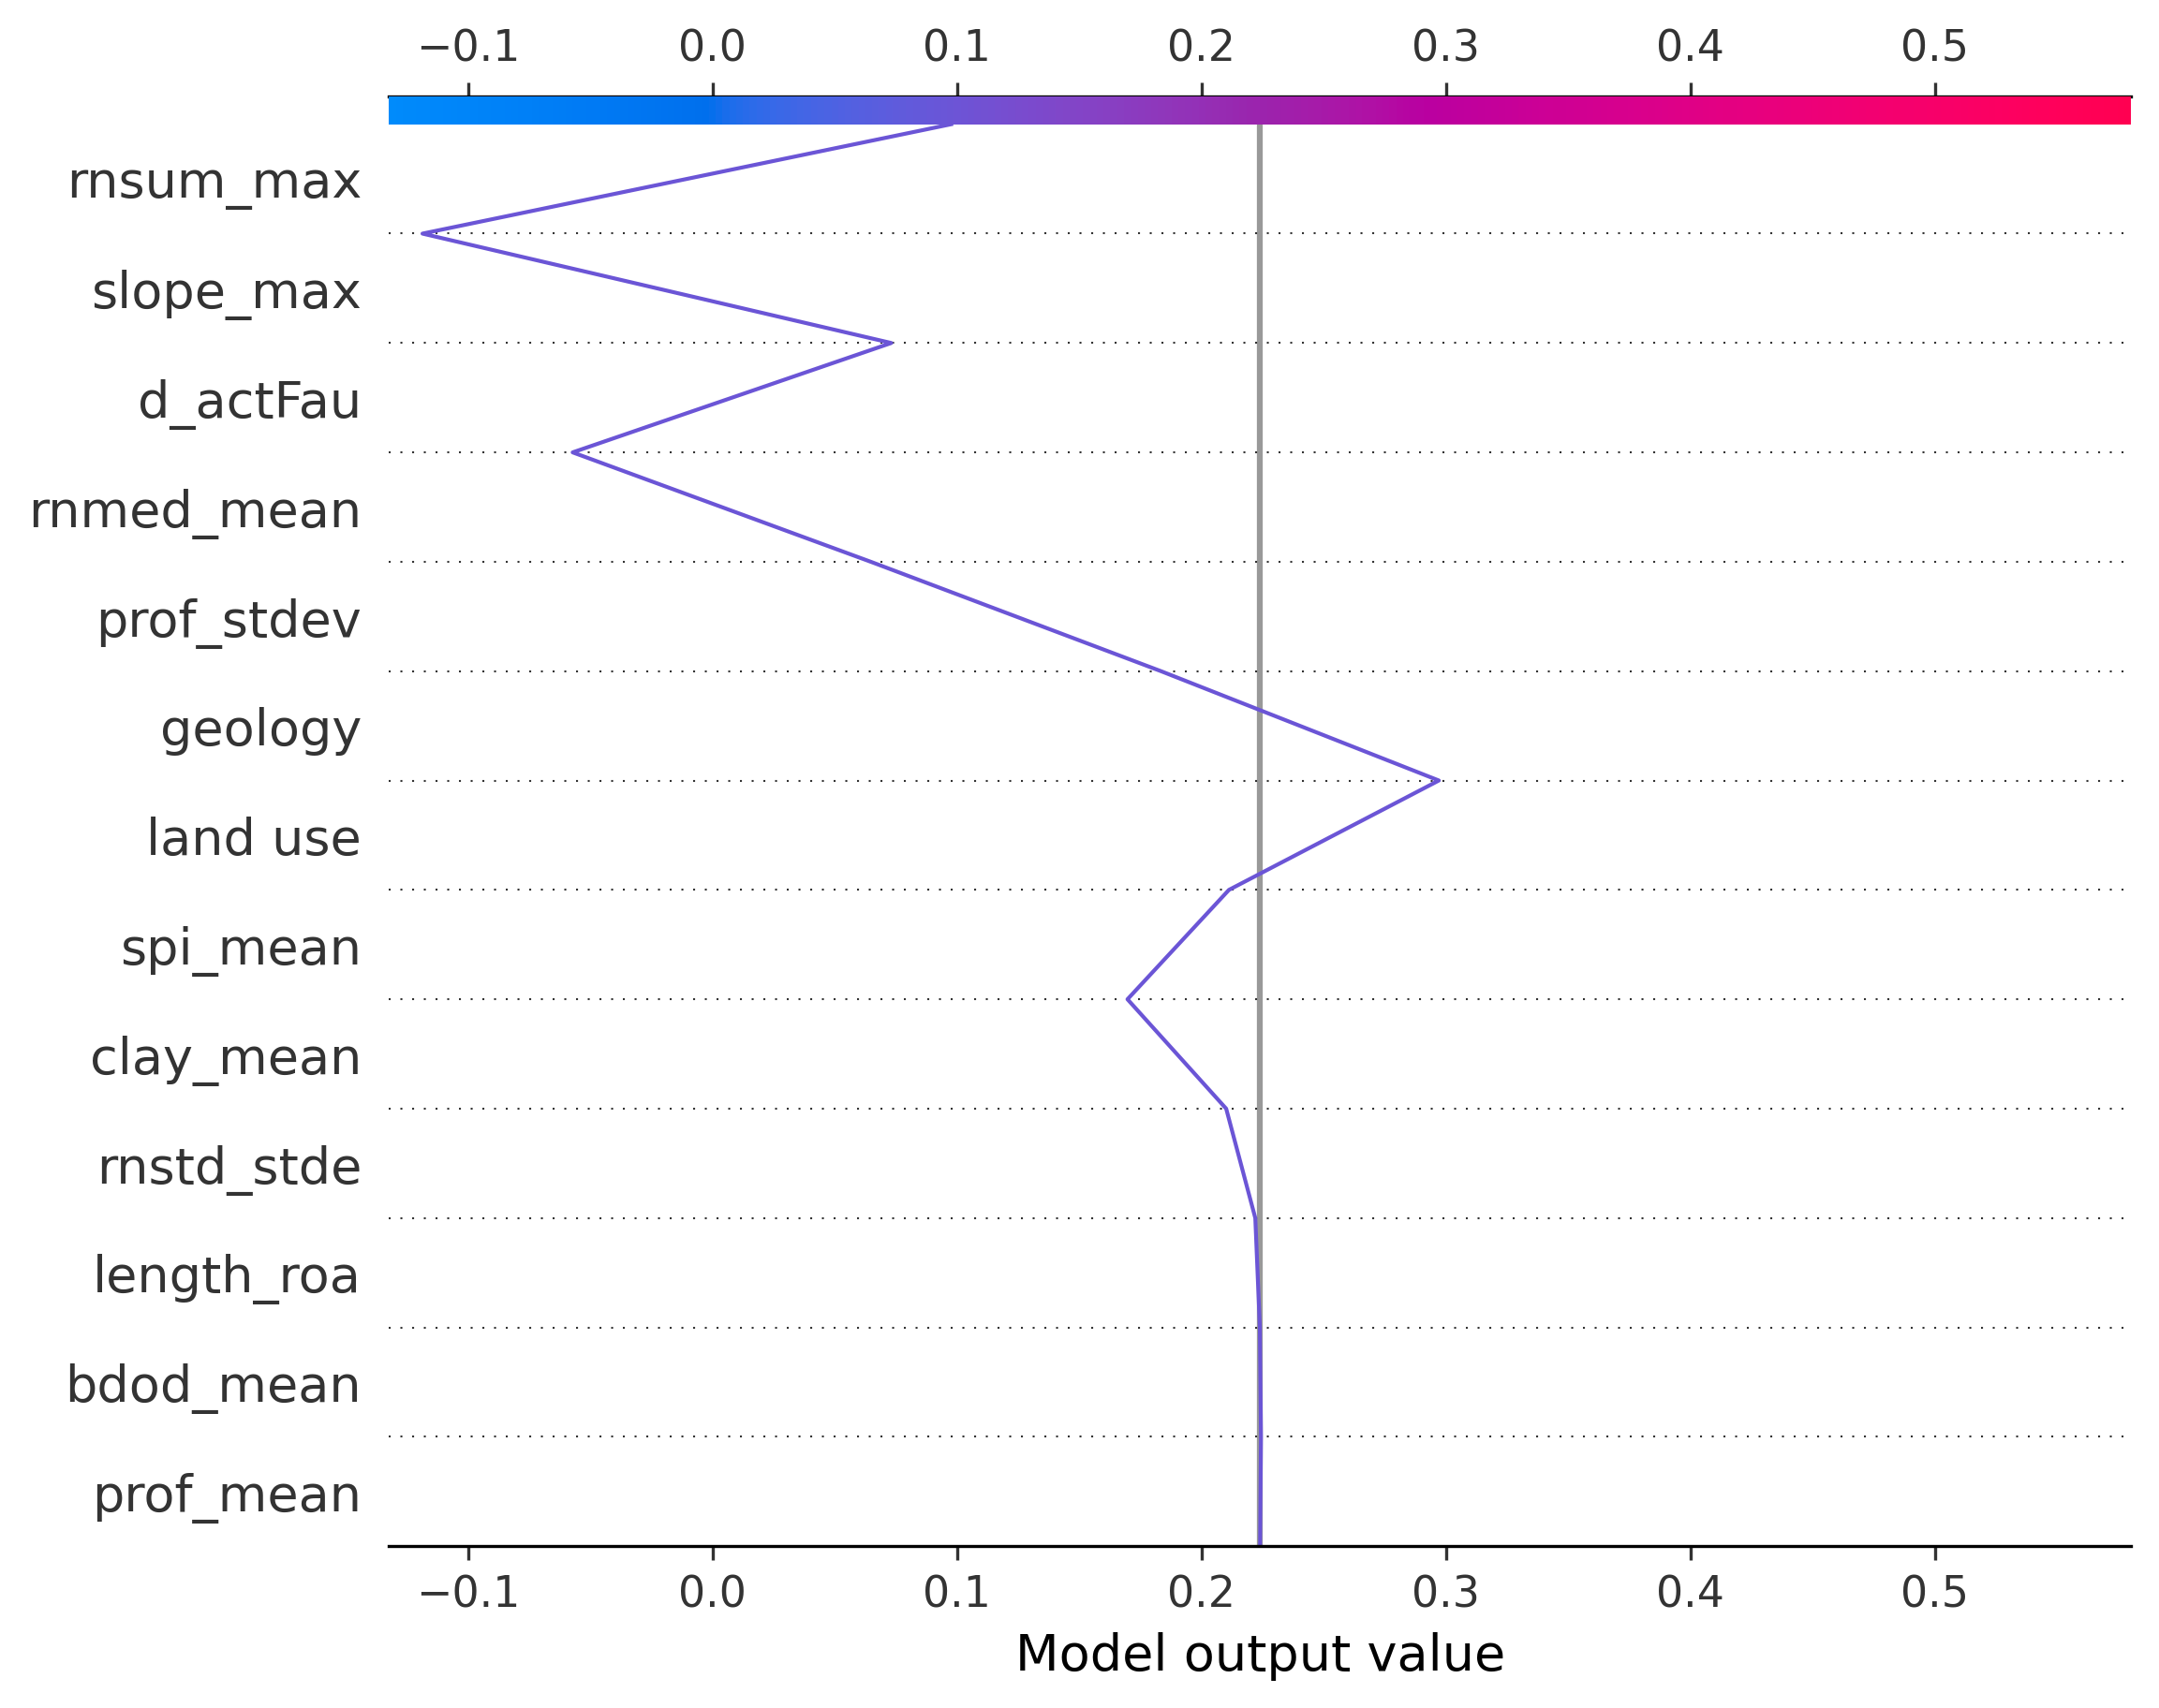 −0.1 0.0 0.1 0.2 0.3 0.4 0.5
rnsum_max
slope_max
d_actFau
rnmed_mean
prof_stdev
geology
land use
spi_mean
clay_mean
rnstd_stde
length_roa
bdod_mean
prof_mean
−0.1 0.0 0.1 0.2 0.3 0.4 0.5
Model output value